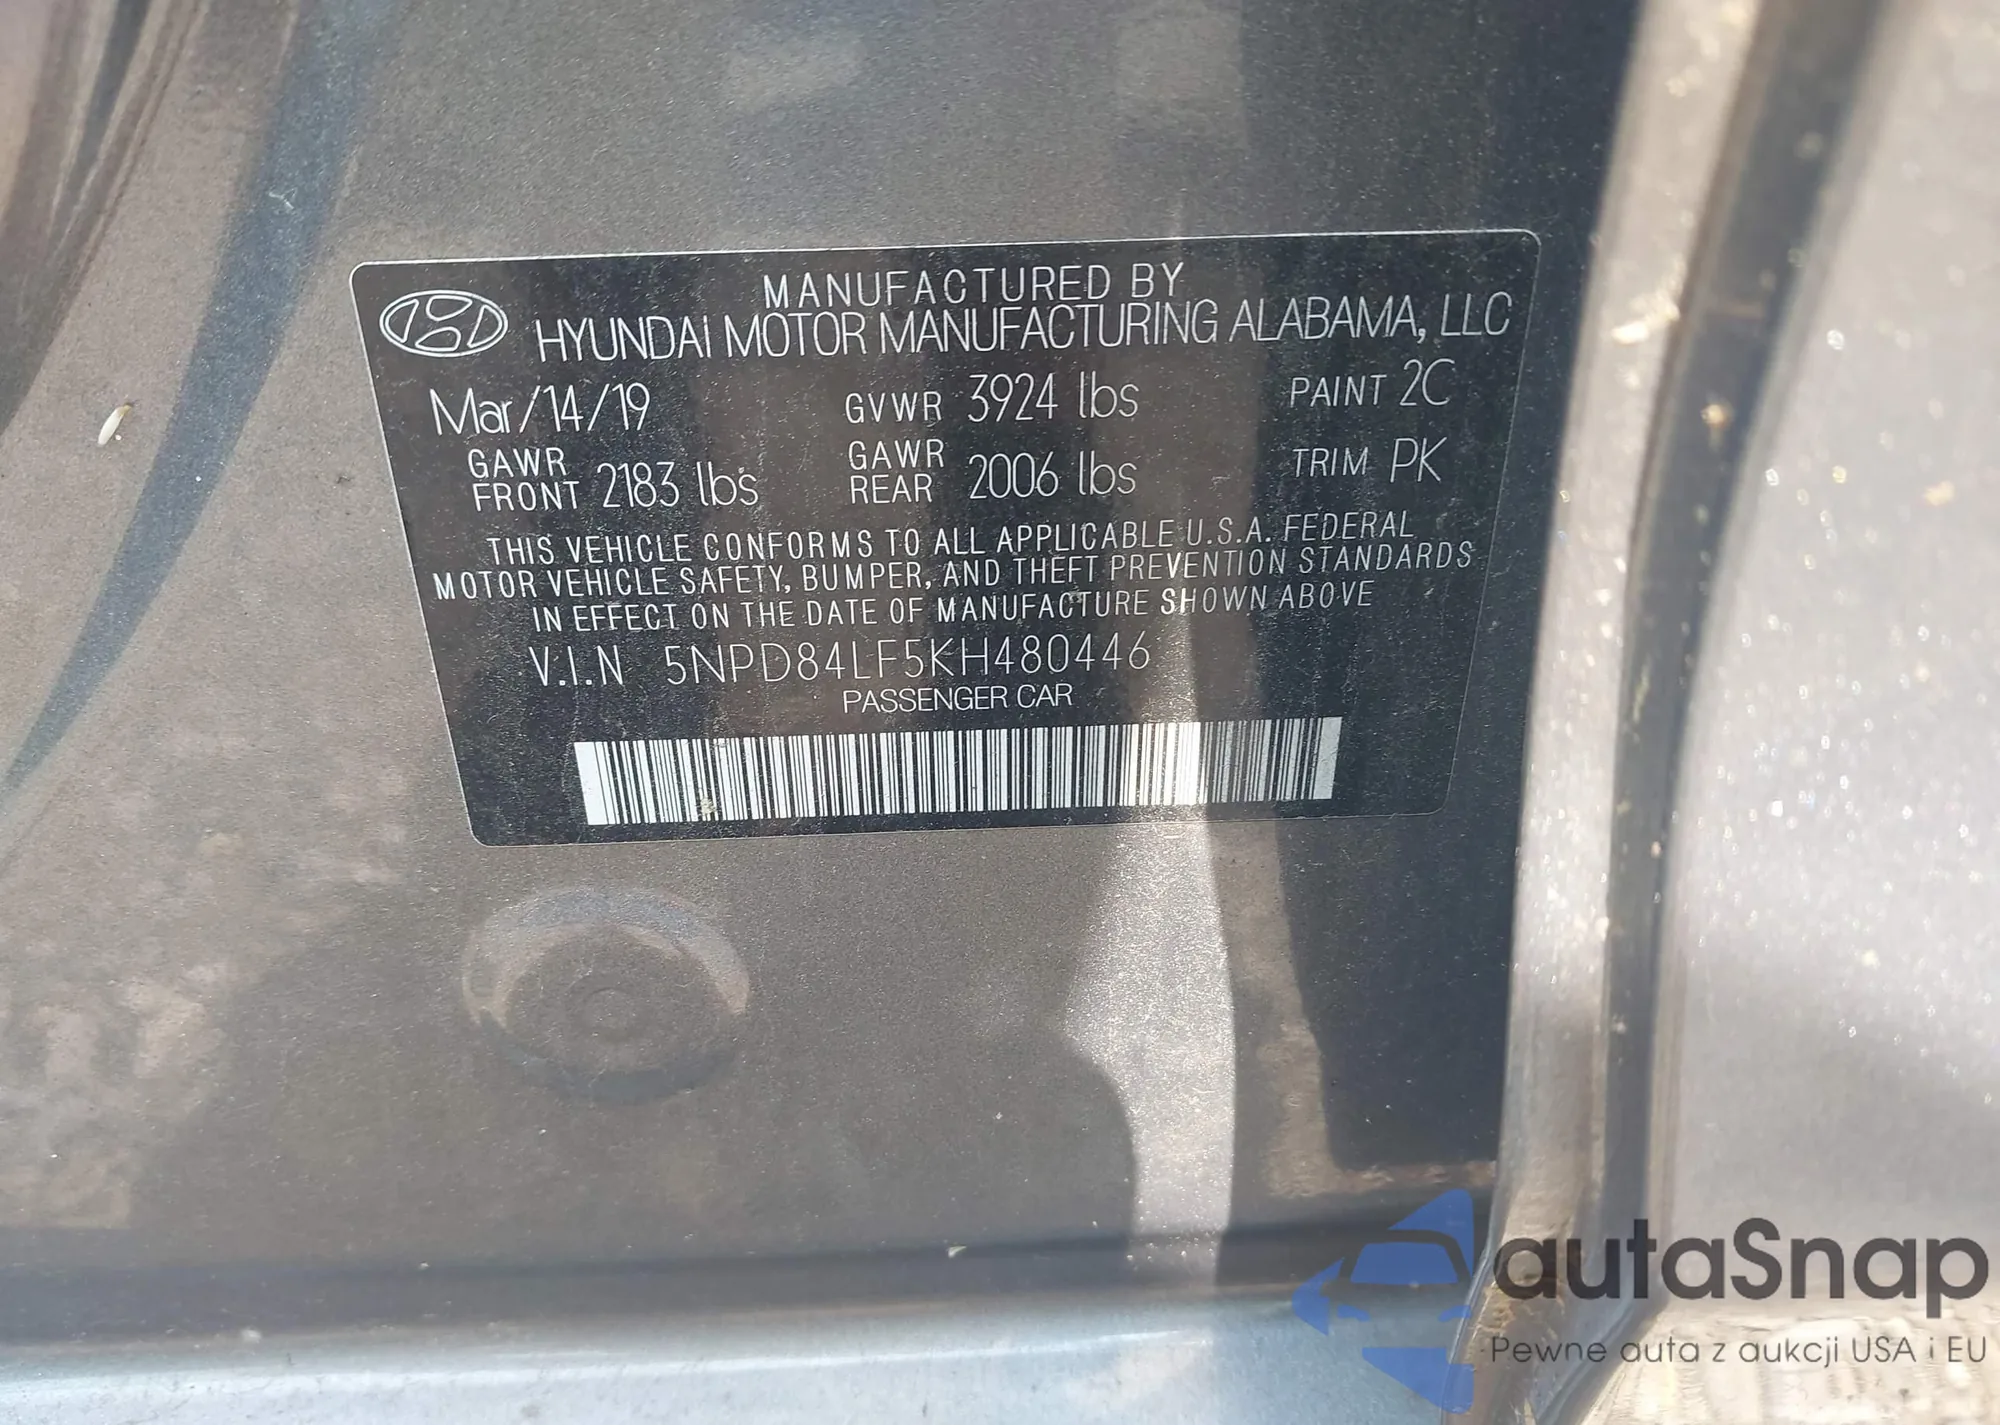 MANUFACTURED BY
HYUNDAI MOTOR MANUFACTURING ALABAMA, LLC
Mar/14/19 GVWR 3924 lbs PAINT 2C
GAWR FRONT 2183 lbs GAWR REAR 2006 lbs TRIM PK
THIS VEHICLE CONFORMS TO ALL APPLICABLE U.S.A. FEDERAL
MOTOR VEHICLE SAFETY, BUMPER, AND THEFT PREVENTION STANDARDS
IN EFFECT ON THE DATE OF MANUFACTURE SHOWN ABOVE
V.I.N 5NPD84LF5KH480446
PASSENGER CAR
autaSnap
Pewne auta z aukcji USA i EU